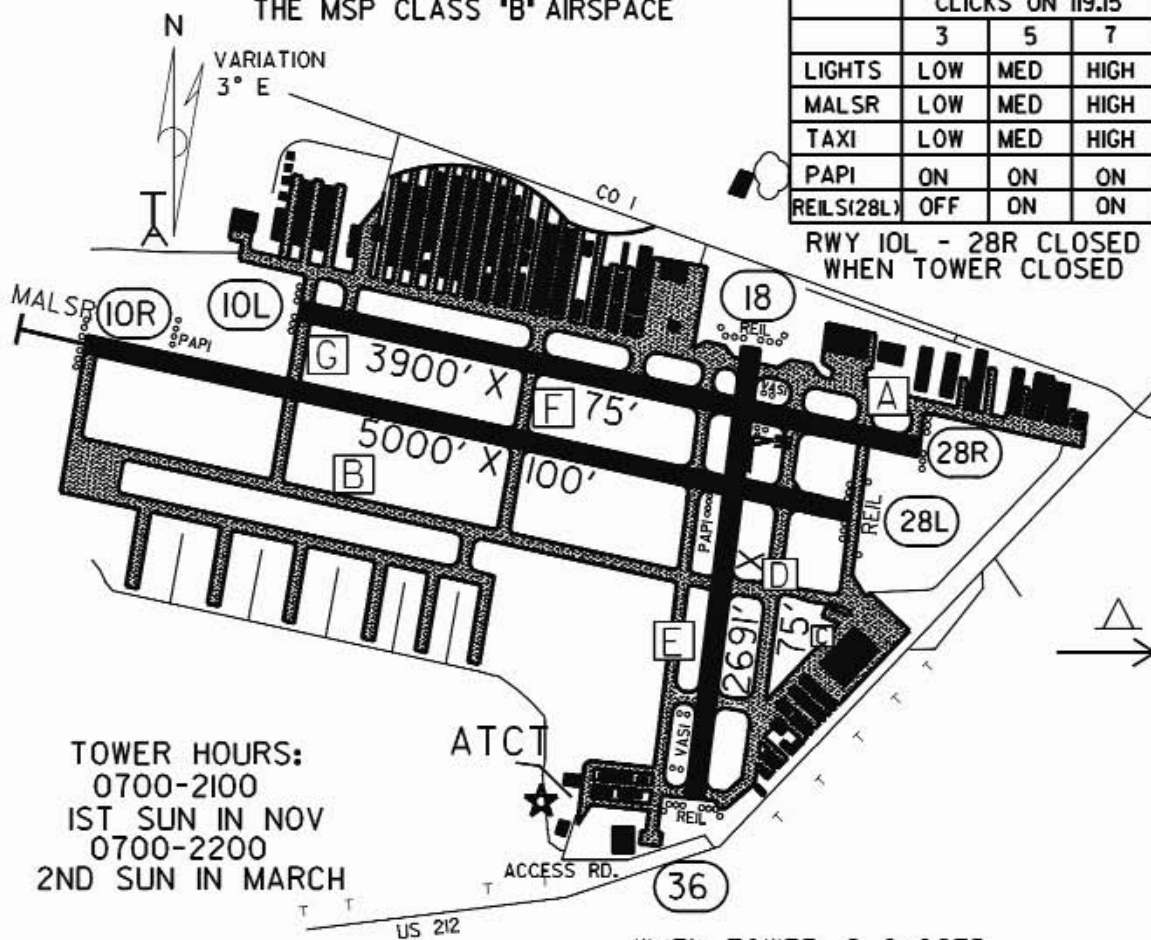 THE MSP CLASS "B" AIRSPACE
CLICKS ON 119.15
3 5 7
LIGHTS LOW MED HIGH
MALSR LOW MED HIGH
TAXI LOW MED HIGH
PAPI ON ON ON
REILS(28L) OFF ON ON
RWY 10L - 28R CLOSED
WHEN TOWER CLOSED
N
VARIATION
3° E
CO 1
MALSR
10R
PAPI
10L
18
REIL
VASI
G
3900' X
F
75'
A
28R
5000' X
100'
B
PAPI
REIL
28L
X
D
E
2691'
75'
C
VASI
ATCT
REIL
TOWER HOURS:
0700-2100
1ST SUN IN NOV
0700-2200
2ND SUN IN MARCH
ACCESS RD.
36
T T T T T T T T
US 212